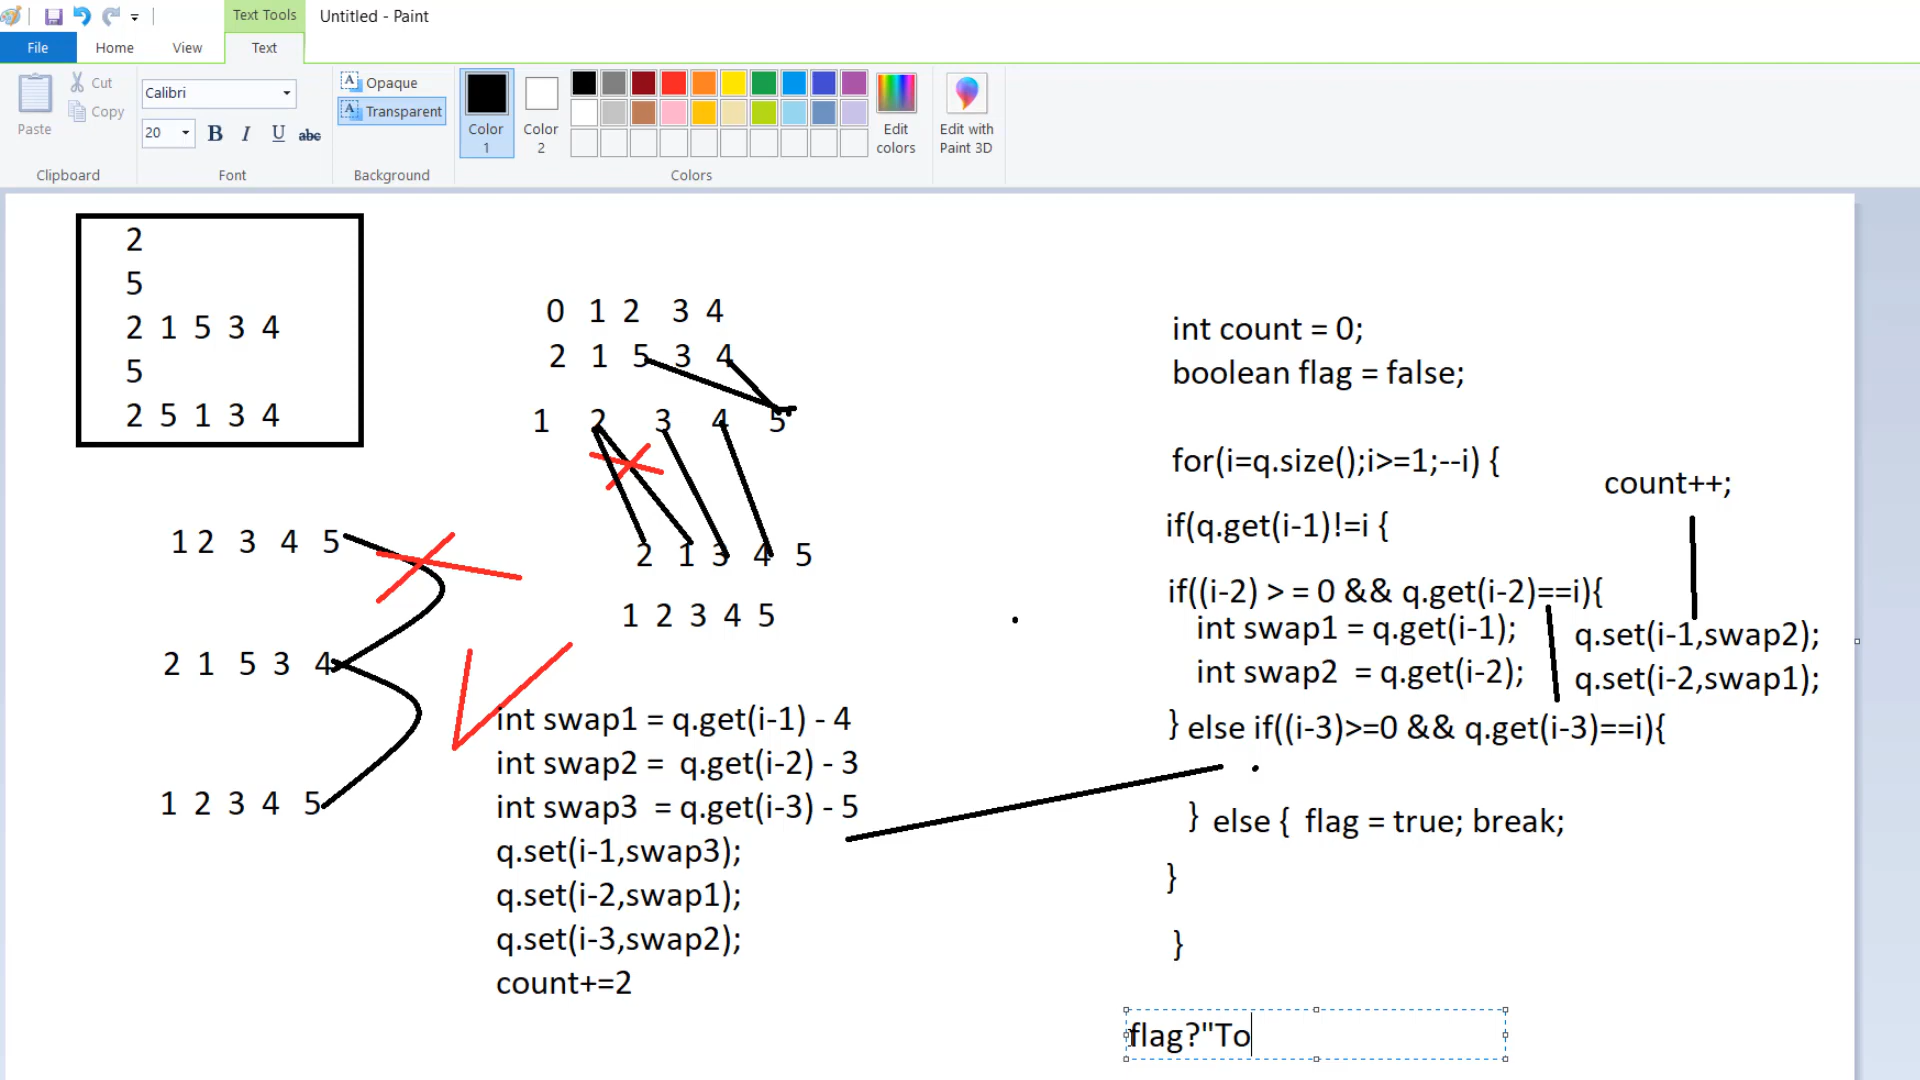 Text Tools
Untitled - Paint
File
Home
View
Text
Paste
Cut
Copy
Clipboard
Calibri
20
B I U abc
Font
Opaque
Transparent
Background
Color 1
Color 2
Edit colors
Colors
Edit with Paint 3D
2
5
2 1 5 3 4
5
2 5 1 3 4
1 2 3 4 5
2 1 5 3 4
1 2 3 4 5
0 1 2 3 4
2 1 5 3 4
1 2 3 4 5
2 1 3 4 5
1 2 3 4 5
int swap1 = q.get(i-1) - 4
int swap2 = q.get(i-2) - 3
int swap3 = q.get(i-3) - 5
q.set(i-1,swap3);
q.set(i-2,swap1);
q.set(i-3,swap2);
count+=2
int count = 0;
boolean flag = false;
for(i=q.size();i>=1;--i) {
if(q.get(i-1)!=i {
if((i-2) > = 0 && q.get(i-2)==i){
int swap1 = q.get(i-1);
int swap2 = q.get(i-2);
count++;
q.set(i-1,swap2);
q.set(i-2,swap1);
} else if((i-3)>=0 && q.get(i-3)==i){
} else { flag = true; break;
}
}
flag?"To